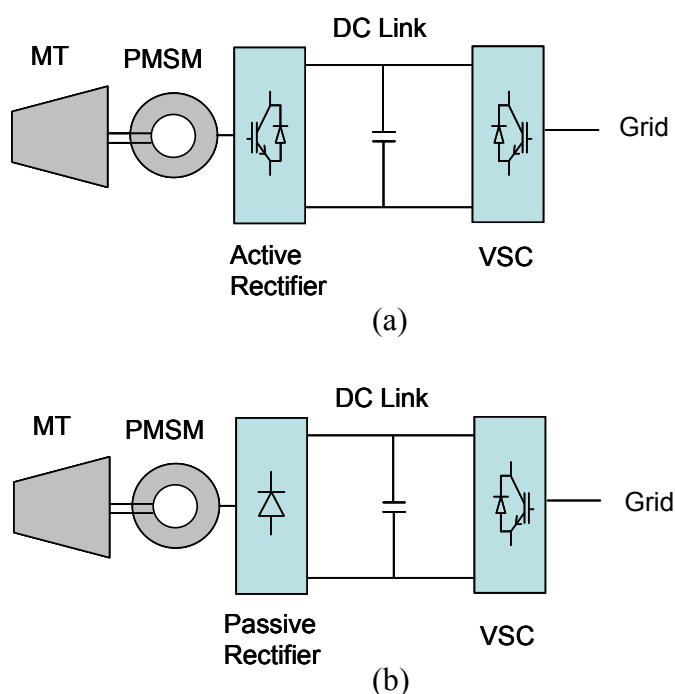 DC Link
MT
PMSM
Grid
Active
Rectifier
VSC
(a)
DC Link
MT
PMSM
Grid
Passive
Rectifier
VSC
(b)